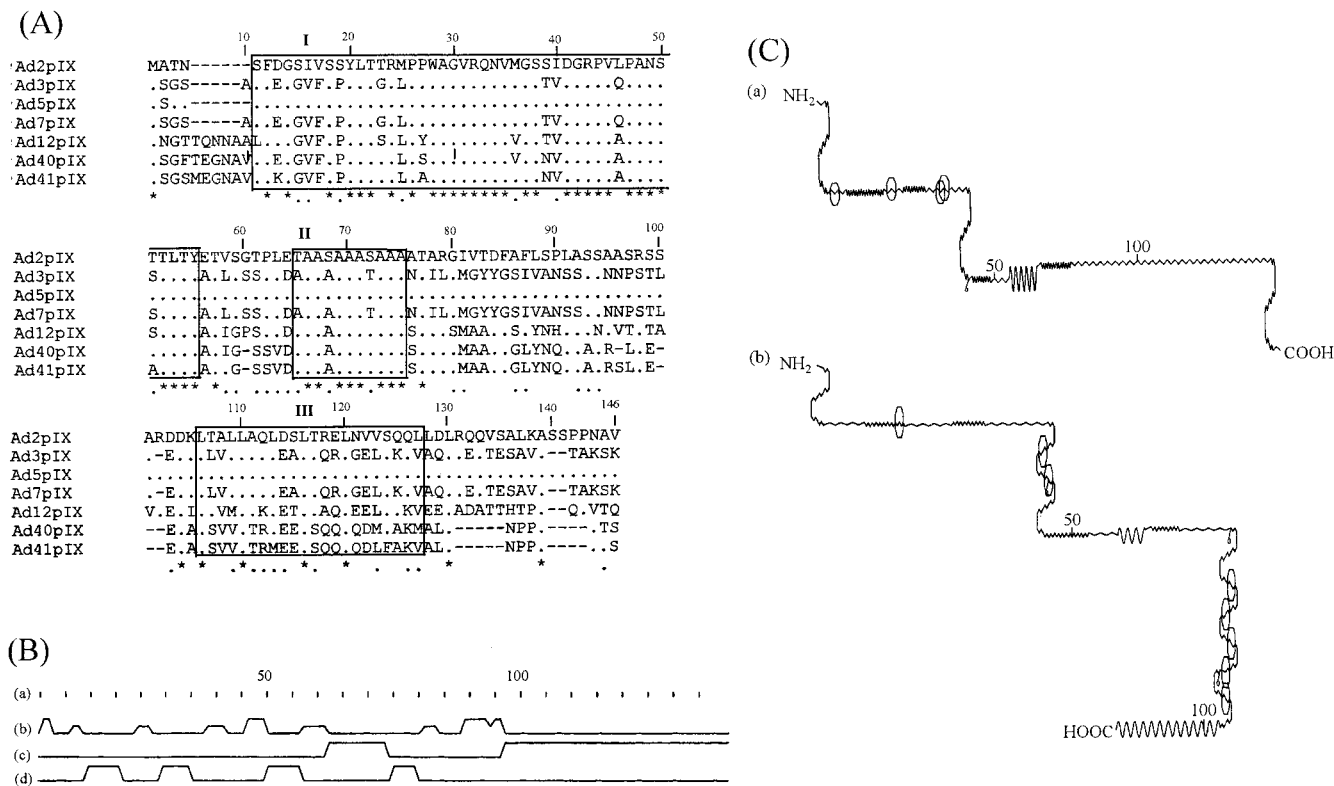 (A)
I
10 20 30 40 50
Ad2pIX MATN------SFDGSIVSSYLTTRMPPWAGVRQNVMGSSIDGRPVLPANS
Ad3pIX .SGS-----A..E.GVF.P...G.L............TV.....Q....
Ad5pIX .S..------........................................
Ad7pIX .SGS-----A..E.GVF.P...G.L............TV.....Q....
Ad12pIX .NGTTQNNAAL...GVF.P...S.L.Y........V..TV.....A....
Ad40pIX .SGFTEGNAV..E.GVF.P.....L.S........V..NV.....A....
Ad41pIX .SGSMEGNAV..K.GVF.P.....L.A...........NV.....A....
II
60 70 80 90 100
Ad2pIX TTLTYETVSGTPLETAASAAASAAAATARGIVTDFAFLSPLASSAASRSS
Ad3pIX S....A.L.SS..DA..A...T...N.IL.MGYYGSIVANSS..NNPSTL
Ad5pIX ..................................................
Ad7pIX S....A.L.SS..DA..A...T...N.IL.MGYYGSIVANSS..NNPSTL
Ad12pIX S....A.IGPS..D...A.......S...SMAA..S.YNH...N.VT.TA
Ad40pIX .....A.IG-SSVD...A.......S....MAA..GLYNQ...A.R-L.E-
Ad41pIX A....A..G-SSVD...A.......S....MAA..GLYNQ...A.RSL.E-
III
110 120 130 140 146
Ad2pIX ARDDKLTALLAQLDSLTRELNVVSQQLLDLRQQVSALKASSPPNAV
Ad3pIX .-E...LV.....EA..QR.GEL.K.VAQ..E.TESAV.--TAKSK
Ad5pIX ..............................................
Ad7pIX .-E...LV.....EA..QR.GEL.K.VAQ..E.TESAV.--TAKSK
Ad12pIX V.E.I..VM..K.ET..AQ.EEL..KVEE.ADATTHTP..--Q.VTQ
Ad40pIX --E.A.SVV.TR.EE.SQQ.QDM.AKMAL.-----NPP.----.TS
Ad41pIX --E.A.SVV.TRMEE.SQQ.QDLFAKVAL.-----NPP.-----.S
(B)
50 100
(a)
(b)
(c)
(d)
(C)
(a)
NH2
50
100
COOH
(b)
NH2
50
100
HOOC